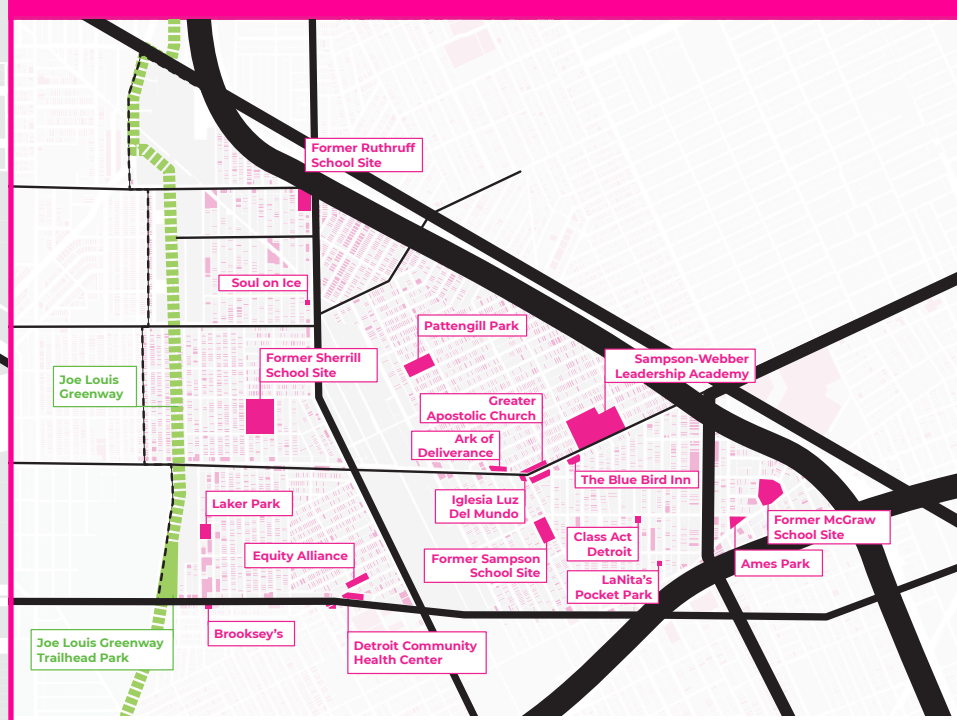 Former Ruthruff
School Site
Soul on Ice
Pattengill Park
Former Sherrill
School Site
Sampson-Webber
Leadership Academy
Joe Louis
Greenway
Greater
Apostolic Church
Ark of
Deliverance
The Blue Bird Inn
Laker Park
Iglesia Luz
Del Mundo
Former McGraw
School Site
Class Act
Detroit
Equity Alliance
Former Sampson
School Site
Ames Park
LaNita's
Pocket Park
Brooksey's
Joe Louis Greenway
Trailhead Park
Detroit Community
Health Center